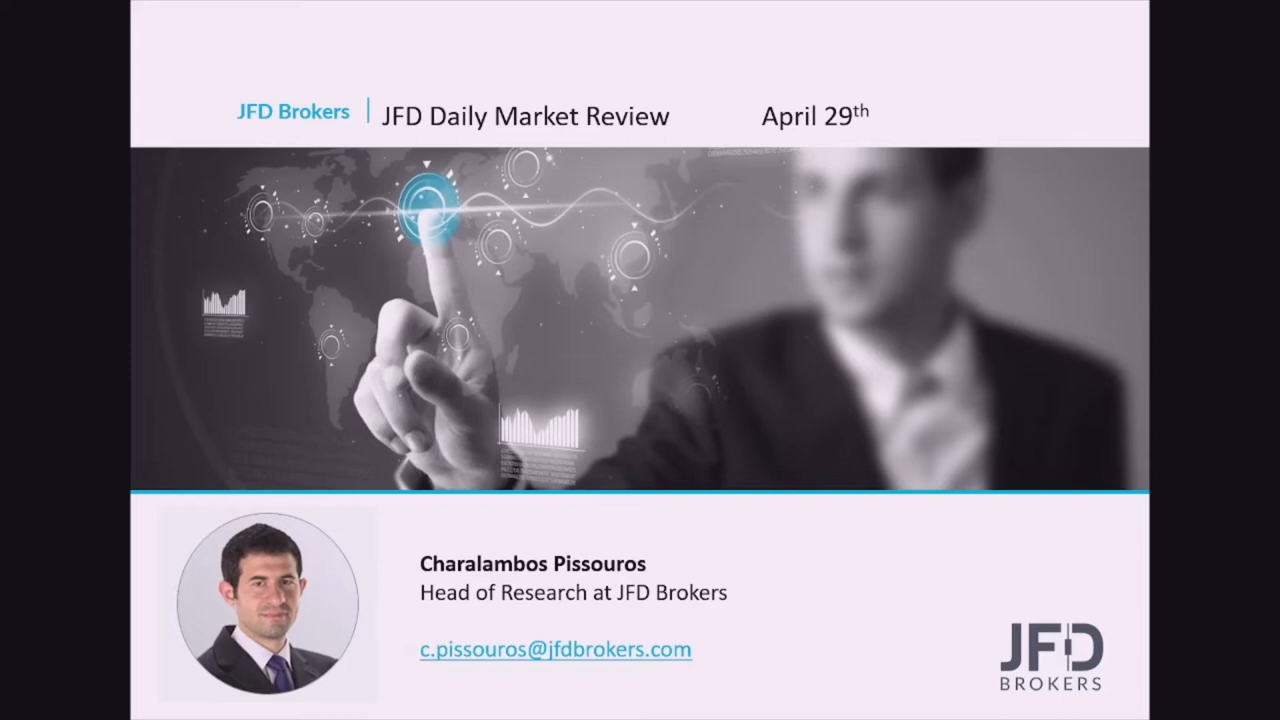 JFD Brokers | JFD Daily Market Review April 29th
Charalambos Pissouros
Head of Research at JFD Brokers
c.pissouros@jfdbrokers.com
JFD
BROKERS